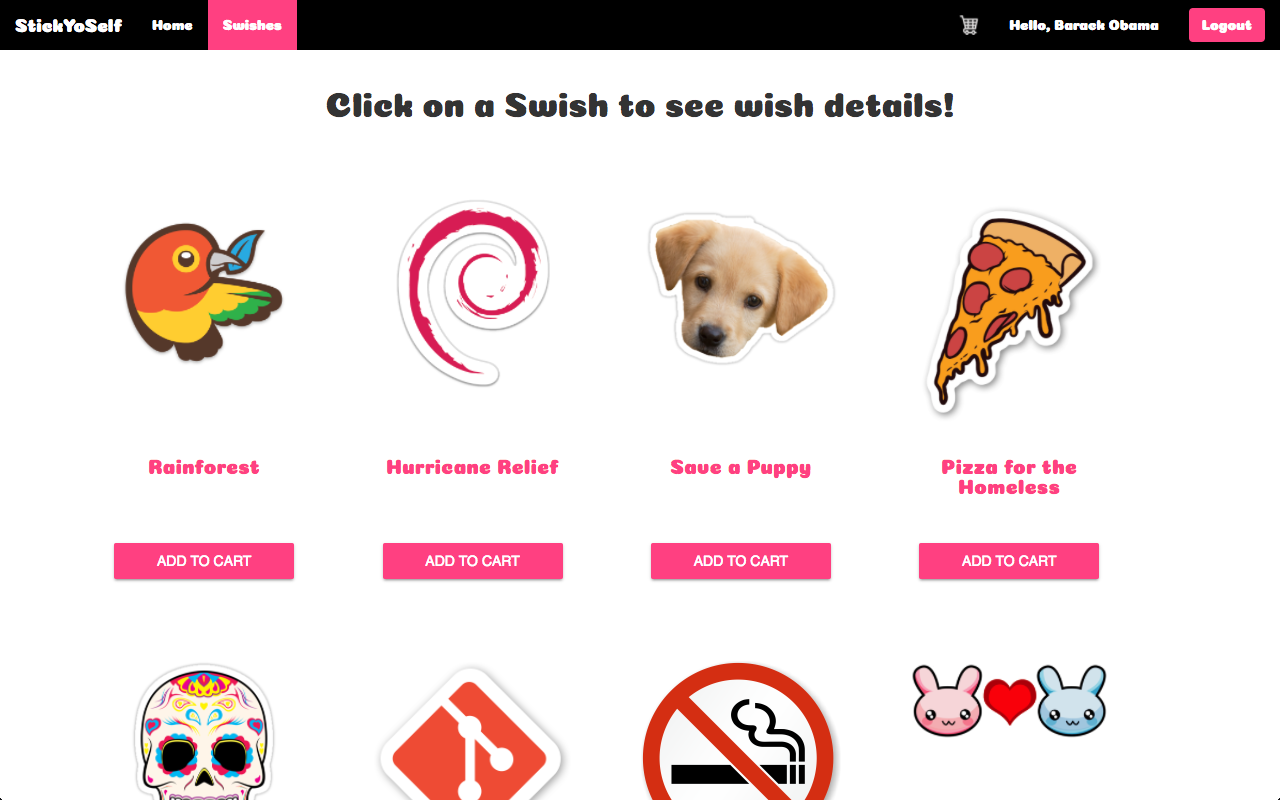 StickYoSelf Home Swishes Hello, Barack Obama Logout
Click on a Swish to see wish details!
Rainforest Hurricane Relief Save a Puppy Pizza for the
Homeless
ADD TO CART ADD TO CART ADD TO CART ADD TO CART